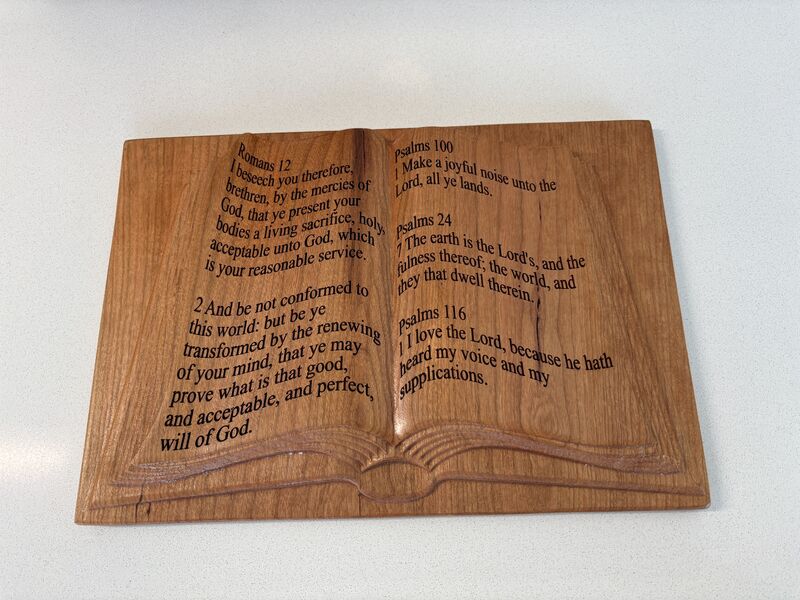 Romans 12
I beseech you therefore,
brethren, by the mercies of
God, that ye present your
bodies a living sacrifice, holy,
acceptable unto God, which
is your reasonable service.
2 And be not conformed to
this world: but be ye
transformed by the renewing
of your mind, that ye may
prove what is that good,
and acceptable, and perfect,
will of God.
Psalms 100
1 Make a joyful noise unto the
Lord, all ye lands.
Psalms 24
7 The earth is the Lord's, and the
fulness thereof; the world, and
they that dwell therein.
Psalms 116
1 I love the Lord, because he hath
heard my voice and my
supplications.